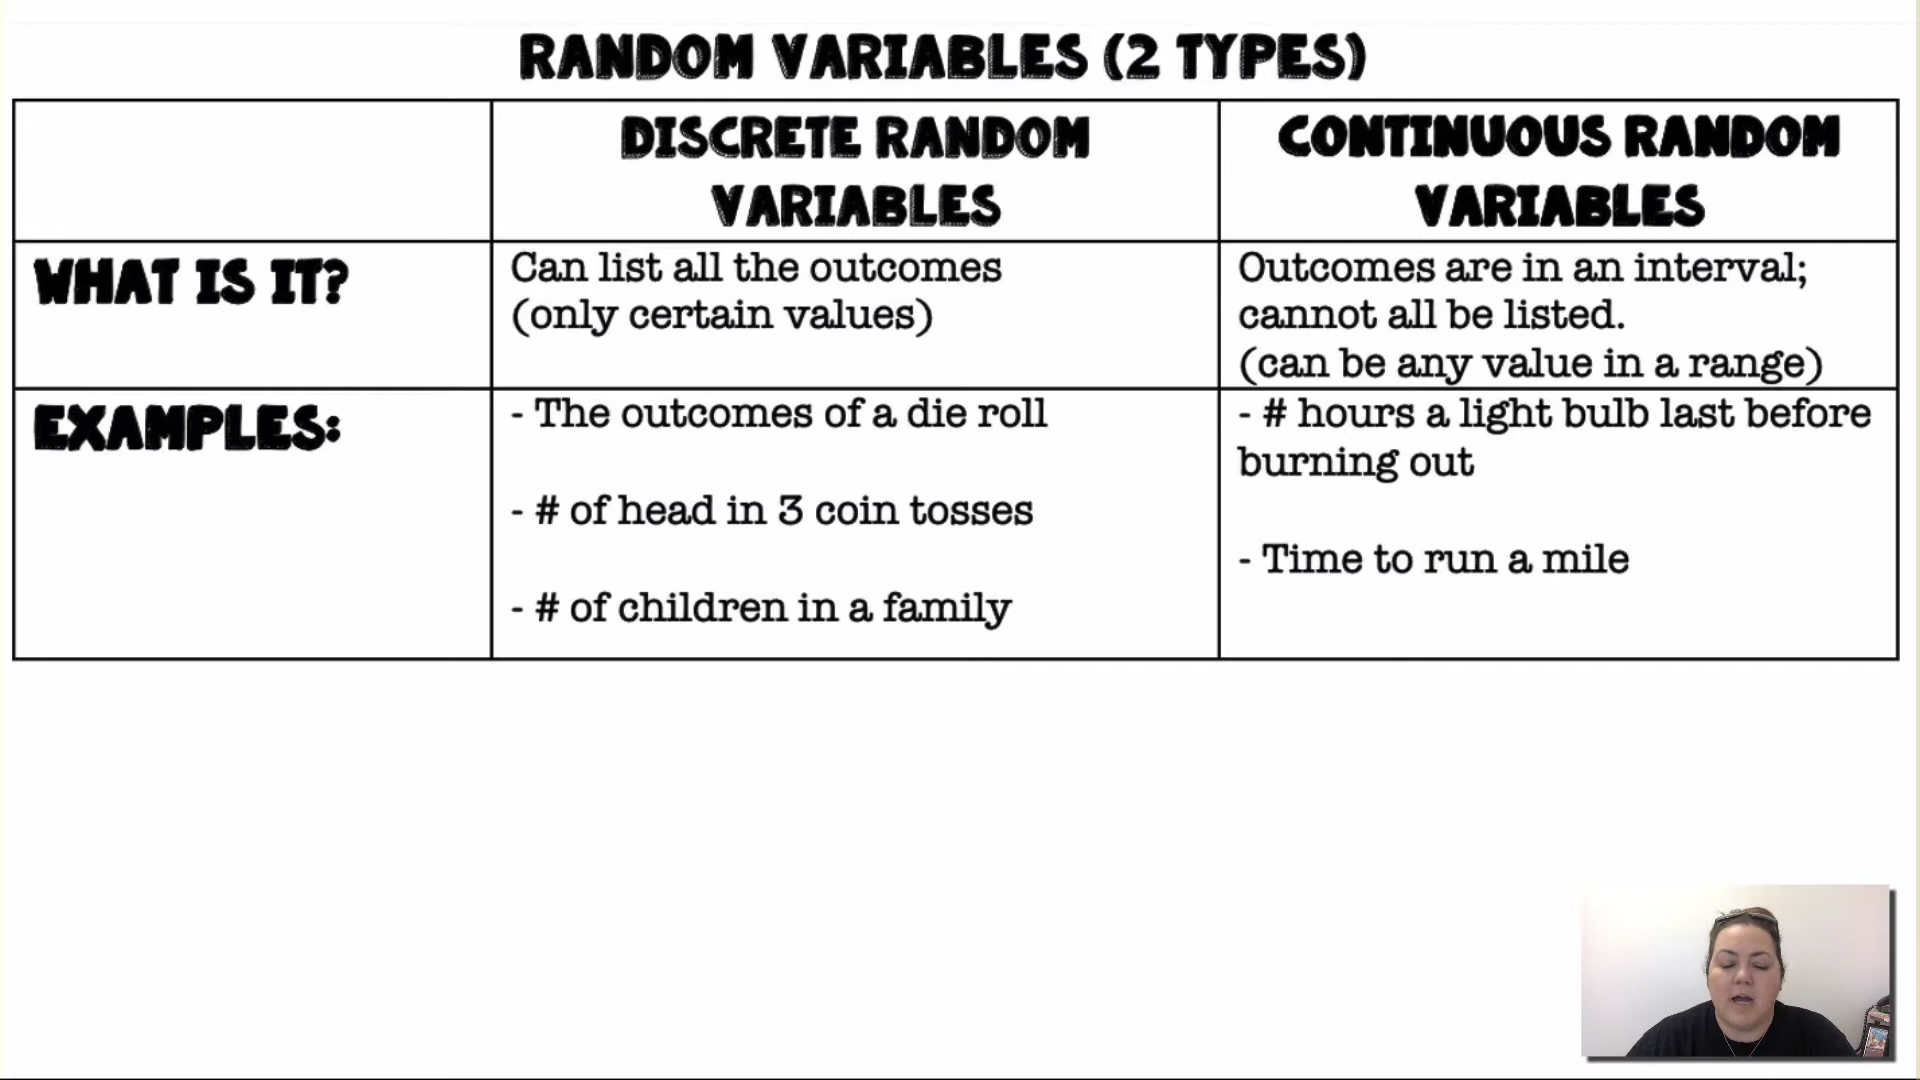 RANDOM VARIABLES (2 TYPES)
DISCRETE RANDOM
VARIABLES
CONTINUOUS RANDOM
VARIABLES
WHAT IS IT?
Can list all the outcomes
(only certain values)
Outcomes are in an interval;
cannot all be listed.
(can be any value in a range)
EXAMPLES:
- The outcomes of a die roll
- # of head in 3 coin tosses
- # of children in a family
- # hours a light bulb last before
burning out
- Time to run a mile